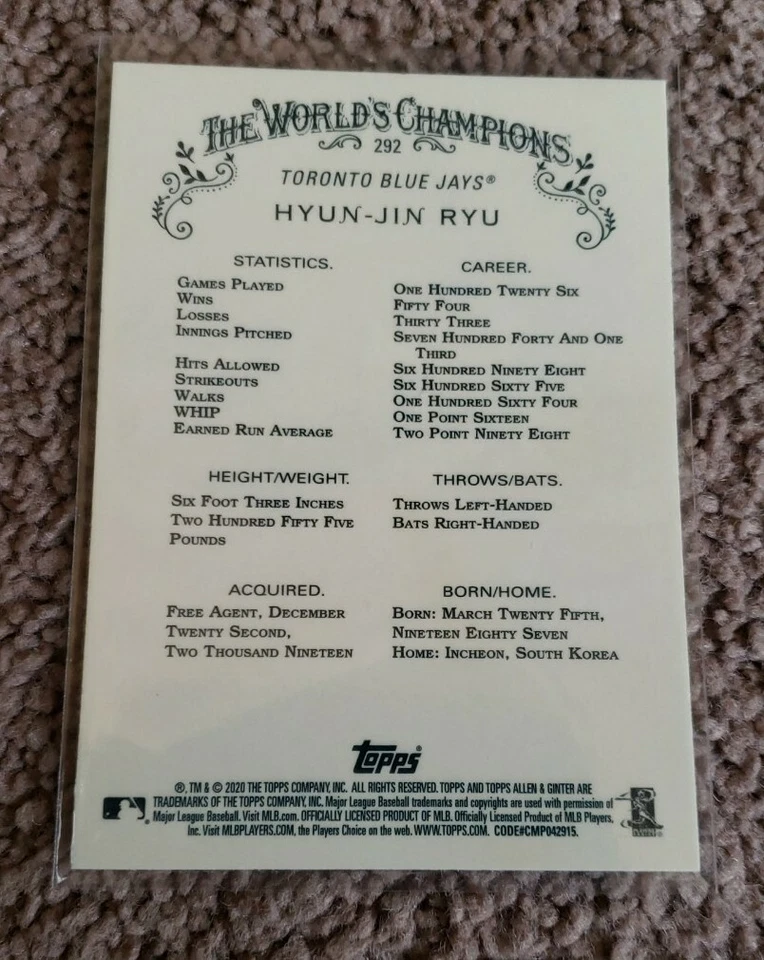 THE WORLD'S CHAMPIONS
292
TORONTO BLUE JAYS®
HYUN-JIN RYU
STATISTICS. CAREER.
GAMES PLAYED ONE HUNDRED TWENTY SIX
WINS FIFTY FOUR
LOSSES THIRTY THREE
INNINGS PITCHED SEVEN HUNDRED FORTY AND ONE
THIRD
HITS ALLOWED SIX HUNDRED NINETY EIGHT
STRIKEOUTS SIX HUNDRED SIXTY FIVE
WALKS ONE HUNDRED SIXTY FOUR
WHIP ONE POINT SIXTEEN
EARNED RUN AVERAGE TWO POINT NINETY EIGHT
HEIGHT/WEIGHT.
SIX FOOT THREE INCHES
TWO HUNDRED FIFTY FIVE
POUNDS
THROWS/BATS.
THROWS LEFT-HANDED
BATS RIGHT-HANDED
ACQUIRED.
FREE AGENT, DECEMBER
TWENTY SECOND,
TWO THOUSAND NINETEEN
BORN/HOME.
BORN: MARCH TWENTY FIFTH,
NINETEEN EIGHTY SEVEN
HOME: INCHEON, SOUTH KOREA
topps®
®, TM & © 2020 THE TOPPS COMPANY, INC. ALL RIGHTS RESERVED. TOPPS AND TOPPS ALLEN & GINTER ARE
TRADEMARKS OF THE TOPPS COMPANY, INC. Major League Baseball trademarks and copyrights are used with permission of
Major League Baseball. Visit MLB.com. OFFICIALLY LICENSED PRODUCT OF MLB. Officially Licensed Product of MLB Players,
Inc. Visit MLBPLAYERS.COM, the Players Choice on the web. WWW.TOPPS.COM. CODE#CMP042915.